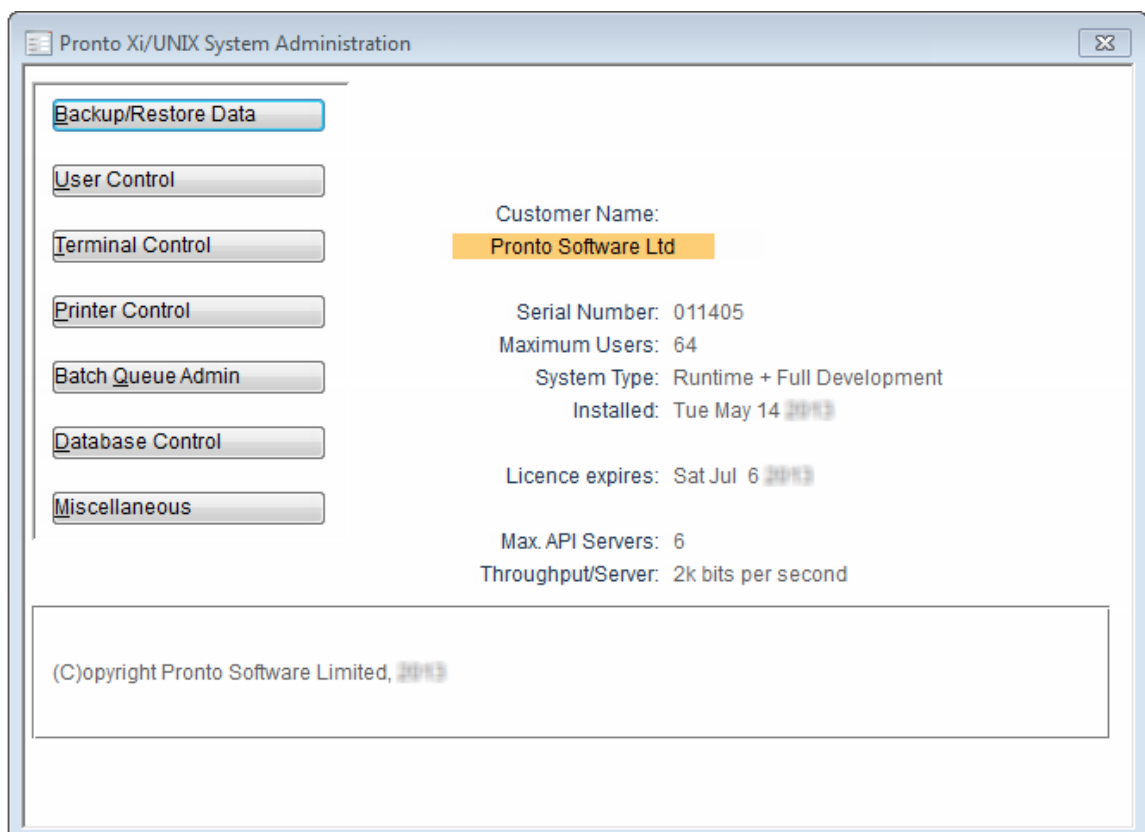 Pronto Xi/UNIX System Administration
Backup/Restore Data
User Control
Terminal Control
Printer Control
Batch Queue Admin
Database Control
Miscellaneous
Customer Name:
Pronto Software Ltd
Serial Number: 011405
Maximum Users: 64
System Type: Runtime + Full Development
Installed: Tue May 14
Licence expires: Sat Jul 6
Max. API Servers: 6
Throughput/Server: 2k bits per second
(C)opyright Pronto Software Limited,